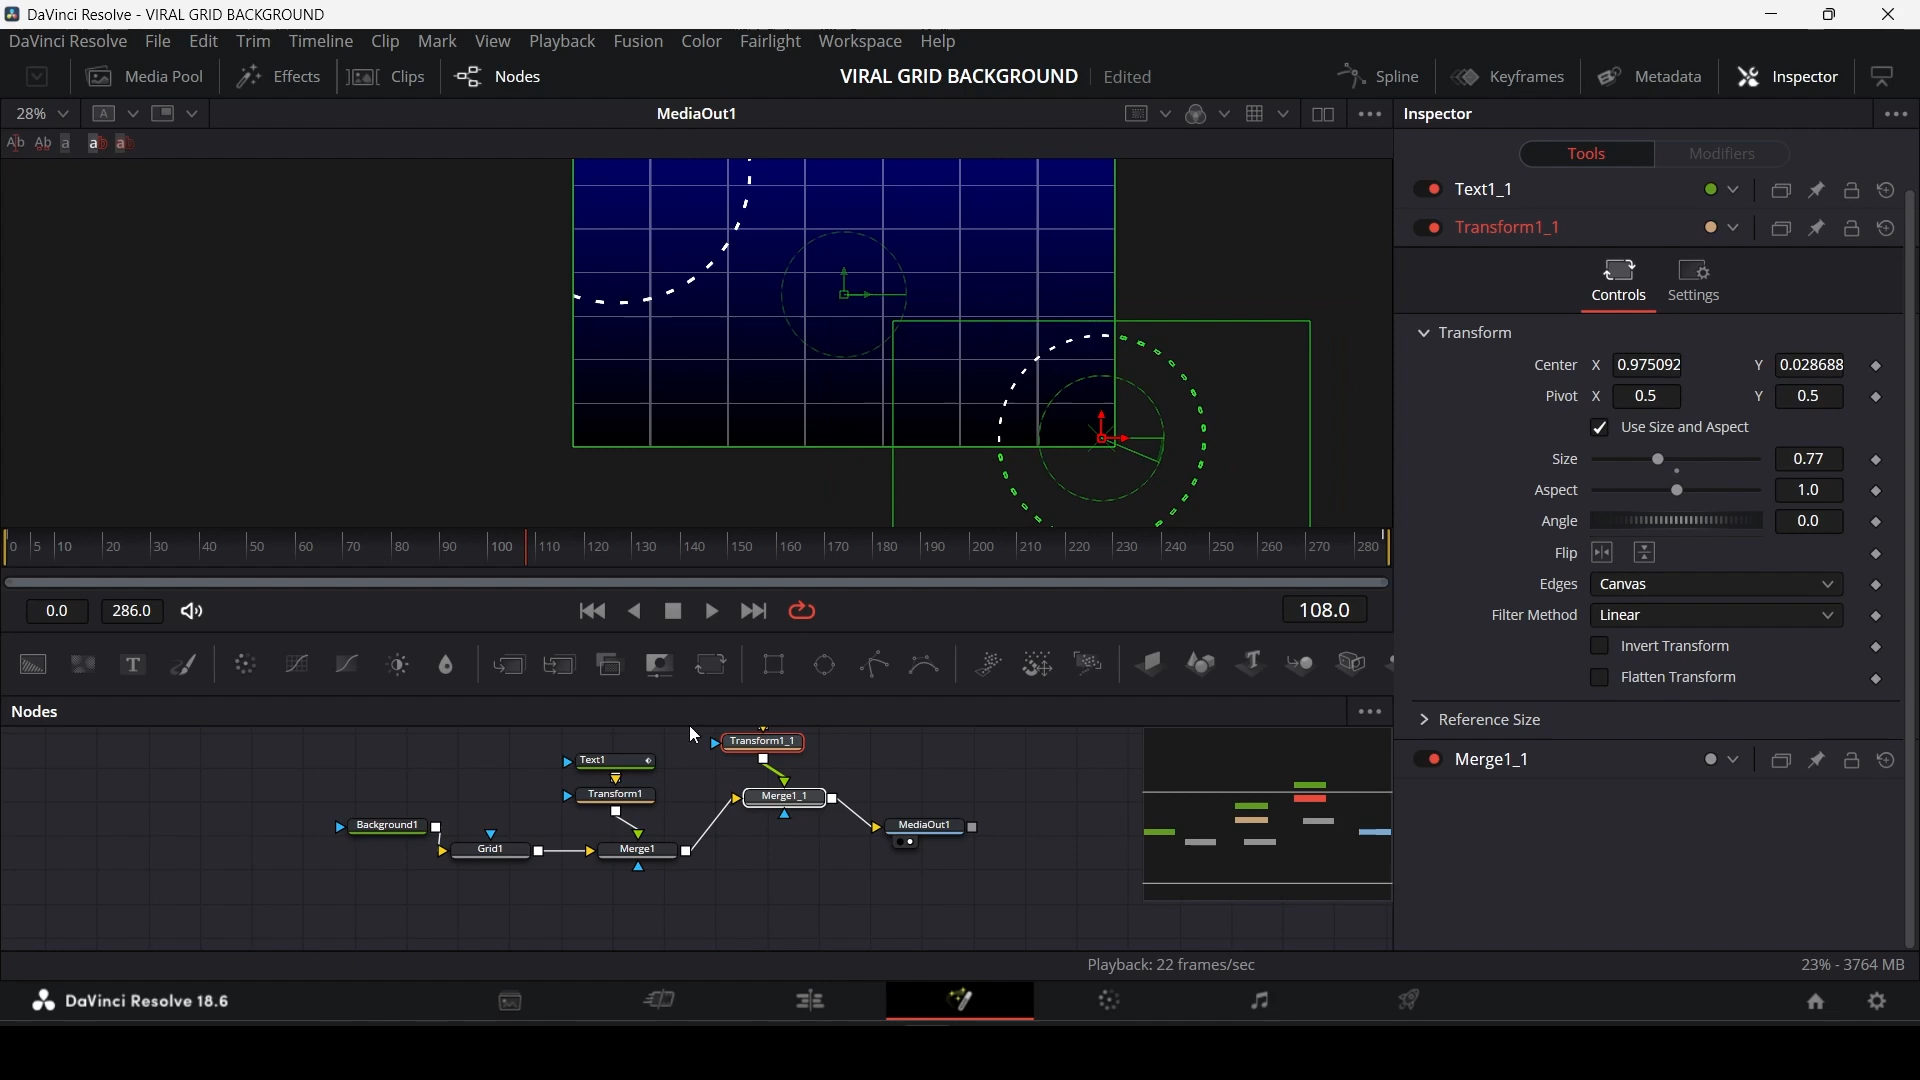 DaVinci Resolve - VIRAL GRID BACKGROUND
DaVinci Resolve File Edit Trim Timeline Clip Mark View Playback Fusion Color Fairlight Workspace Help
Media Pool Effects Clips Nodes VIRAL GRID BACKGROUND Edited Spline Keyframes Metadata Inspector
28% A MediaOut1 Inspector
Ab Ab a ab ab
Tools Modifiers
Text1_1
Transform1_1
Controls Settings
Transform
Center X 0.975092 Y 0.028688
Pivot X 0.5 Y 0.5
Use Size and Aspect
Size 0.77
Aspect 1.0
Angle 0.0
Flip
Edges Canvas
Filter Method Linear
Invert Transform
Flatten Transform
Reference Size
Merge1_1
0 5 10 20 30 40 50 60 70 80 90 100 110 120 130 140 150 160 170 180 190 200 210 220 230 240 250 260 270 280
0.0 286.0 108.0
T T
Nodes
Transform1_1
Text1
Transform1 Merge1_1
Background1 MediaOut1
Grid1 Merge1
Playback: 22 frames/sec 23% - 3764 MB
DaVinci Resolve 18.6